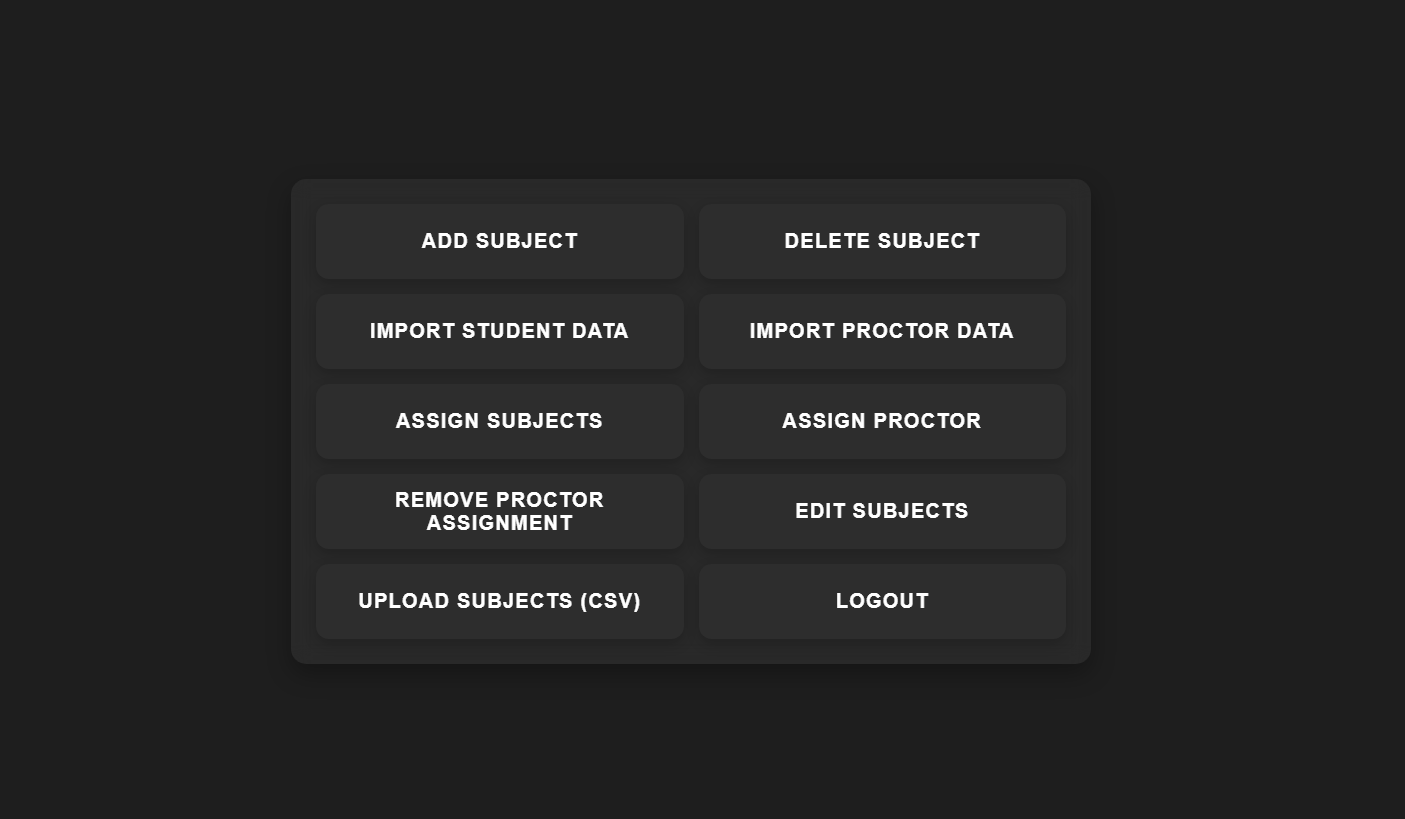 ADD SUBJECT
DELETE SUBJECT
IMPORT STUDENT DATA
IMPORT PROCTOR DATA
ASSIGN SUBJECTS
ASSIGN PROCTOR
REMOVE PROCTOR
ASSIGNMENT
EDIT SUBJECTS
UPLOAD SUBJECTS (CSV)
LOGOUT